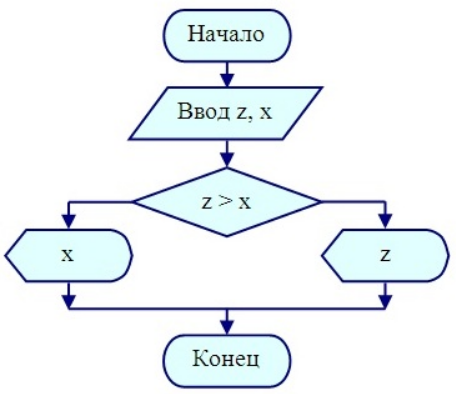 Начало
Ввод z, x
z > x
x
z
Конец